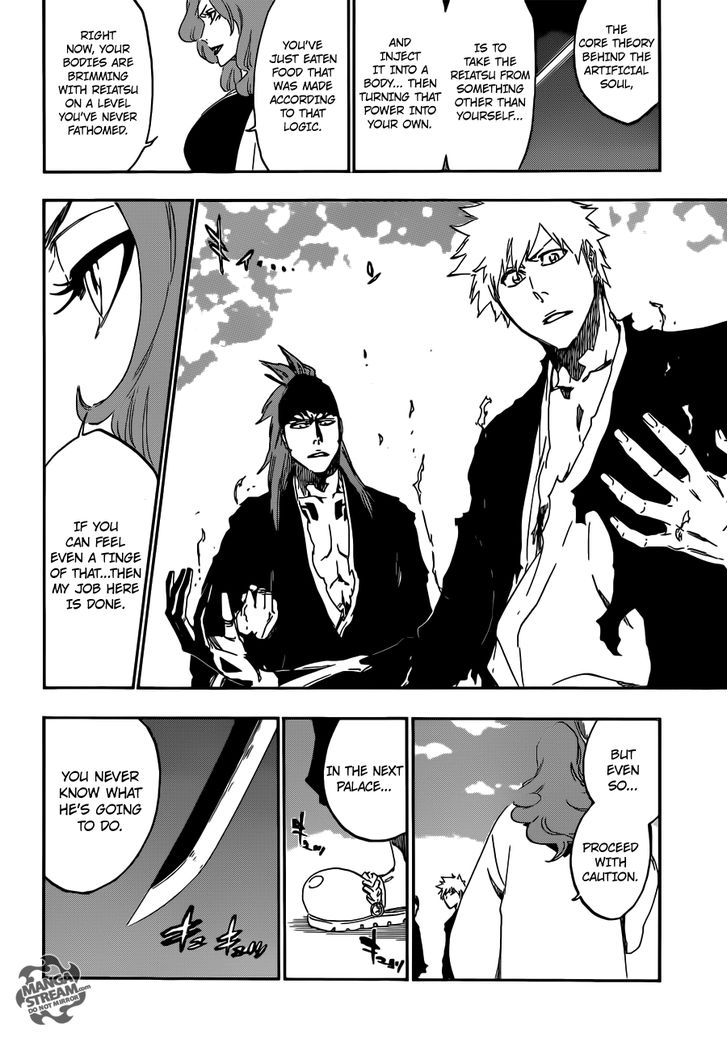 THE
CORE THEORY
BEHIND THE
ARTIFICIAL
SOUL,
IS TO
TAKE THE
REIATSU FROM
SOMETHING
OTHER THAN
YOURSELF...
AND
INJECT
IT INTO A
BODY... THEN
TURNING THAT
POWER INTO
YOUR OWN.
YOU'VE
JUST EATEN
FOOD THAT
WAS MADE
ACCORDING
TO THAT
LOGIC.
RIGHT
NOW, YOUR
BODIES ARE
BRIMMING
WITH REIATSU
ON A LEVEL
YOU'VE NEVER
FATHOMED.
IF YOU
CAN FEEL
EVEN A TINGE
OF THAT...THEN
MY JOB HERE
IS DONE.
BUT
EVEN
SO...
PROCEED
WITH
CAUTION.
IN THE NEXT
PALACE...
YOU NEVER
KNOW WHAT
HE'S GOING
TO DO.
MANGA
STREAM.com
DO NOT MIRROR